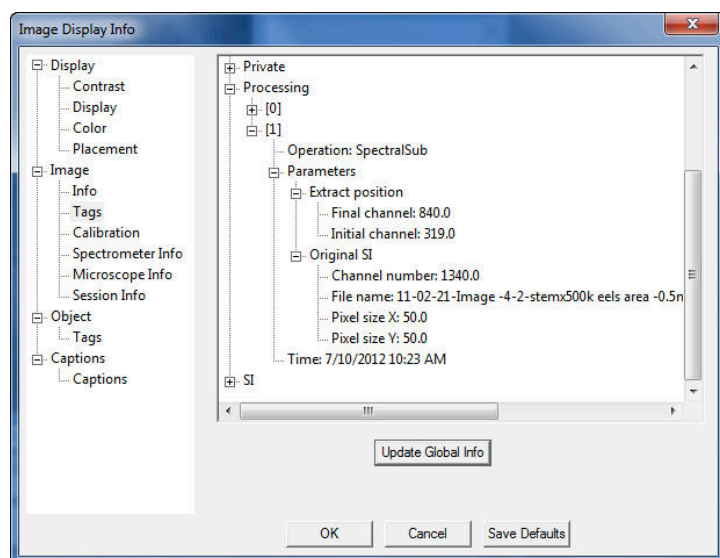 Image Display Info
Display
Contrast
Display
Color
Placement
Image
Info
Tags
Calibration
Spectrometer Info
Microscope Info
Session Info
Object
Tags
Captions
Captions
Private
Processing
[0]
[1]
Operation: SpectralSub
Parameters
Extract position
Final channel: 840.0
Initial channel: 319.0
Original SI
Channel number: 1340.0
File name: 11-02-21-Image -4-2-stemx500k eels area -0.5n
Pixel size X: 50.0
Pixel size Y: 50.0
Time: 7/10/2012 10:23 AM
SI
Update Global Info
OK Cancel Save Defaults